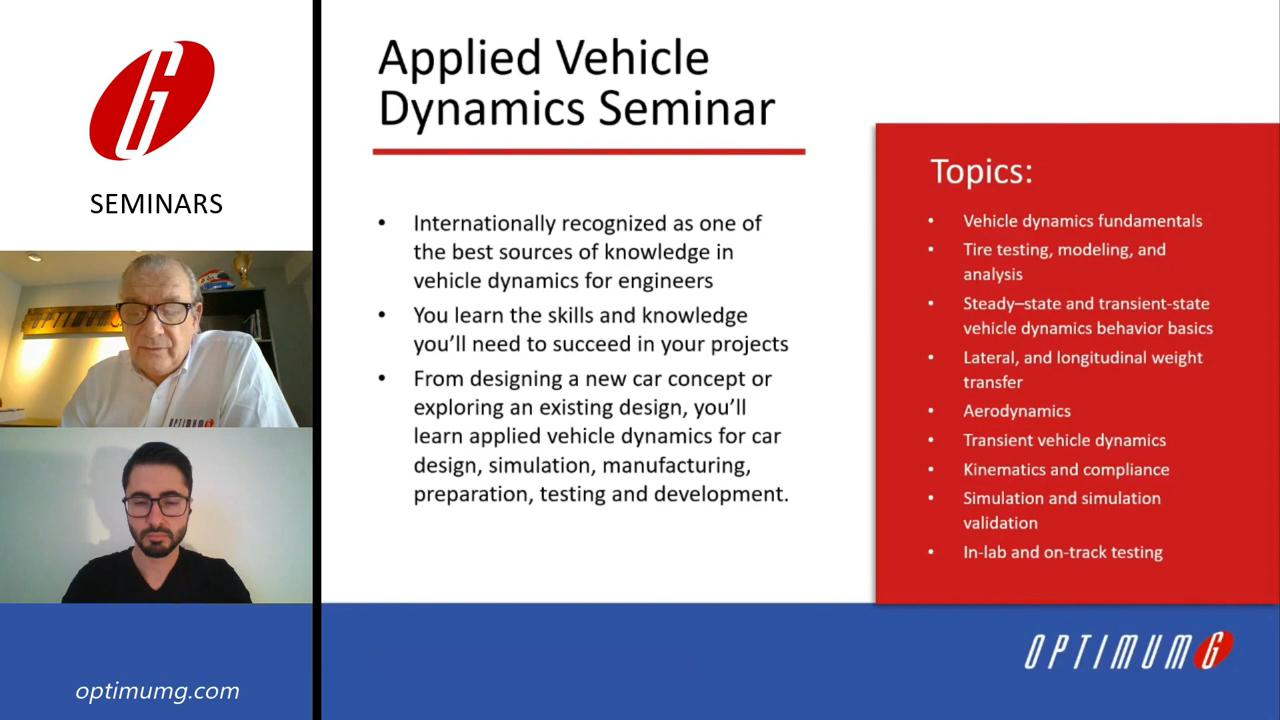 G
SEMINARS
OPTIMUMG
optimumg.com
Applied Vehicle
Dynamics Seminar
• Internationally recognized as one of
the best sources of knowledge in
vehicle dynamics for engineers
• You learn the skills and knowledge
you’ll need to succeed in your projects
• From designing a new car concept or
exploring an existing design, you’ll
learn applied vehicle dynamics for car
design, simulation, manufacturing,
preparation, testing and development.
Topics:
• Vehicle dynamics fundamentals
• Tire testing, modeling, and
analysis
• Steady–state and transient-state
vehicle dynamics behavior basics
• Lateral, and longitudinal weight
transfer
• Aerodynamics
• Transient vehicle dynamics
• Kinematics and compliance
• Simulation and simulation
validation
• In-lab and on-track testing
OPTIMUMG